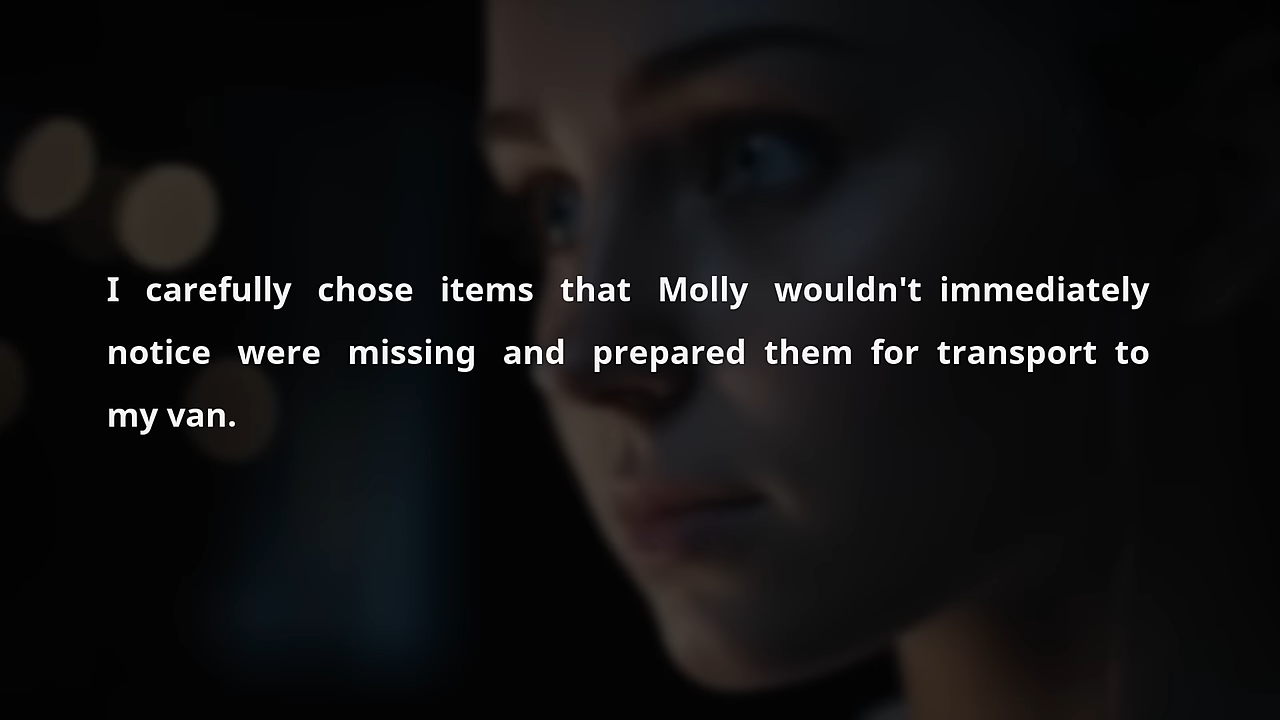 I carefully chose items that Molly wouldn't immediately
notice were missing and prepared them for transport to
my van.